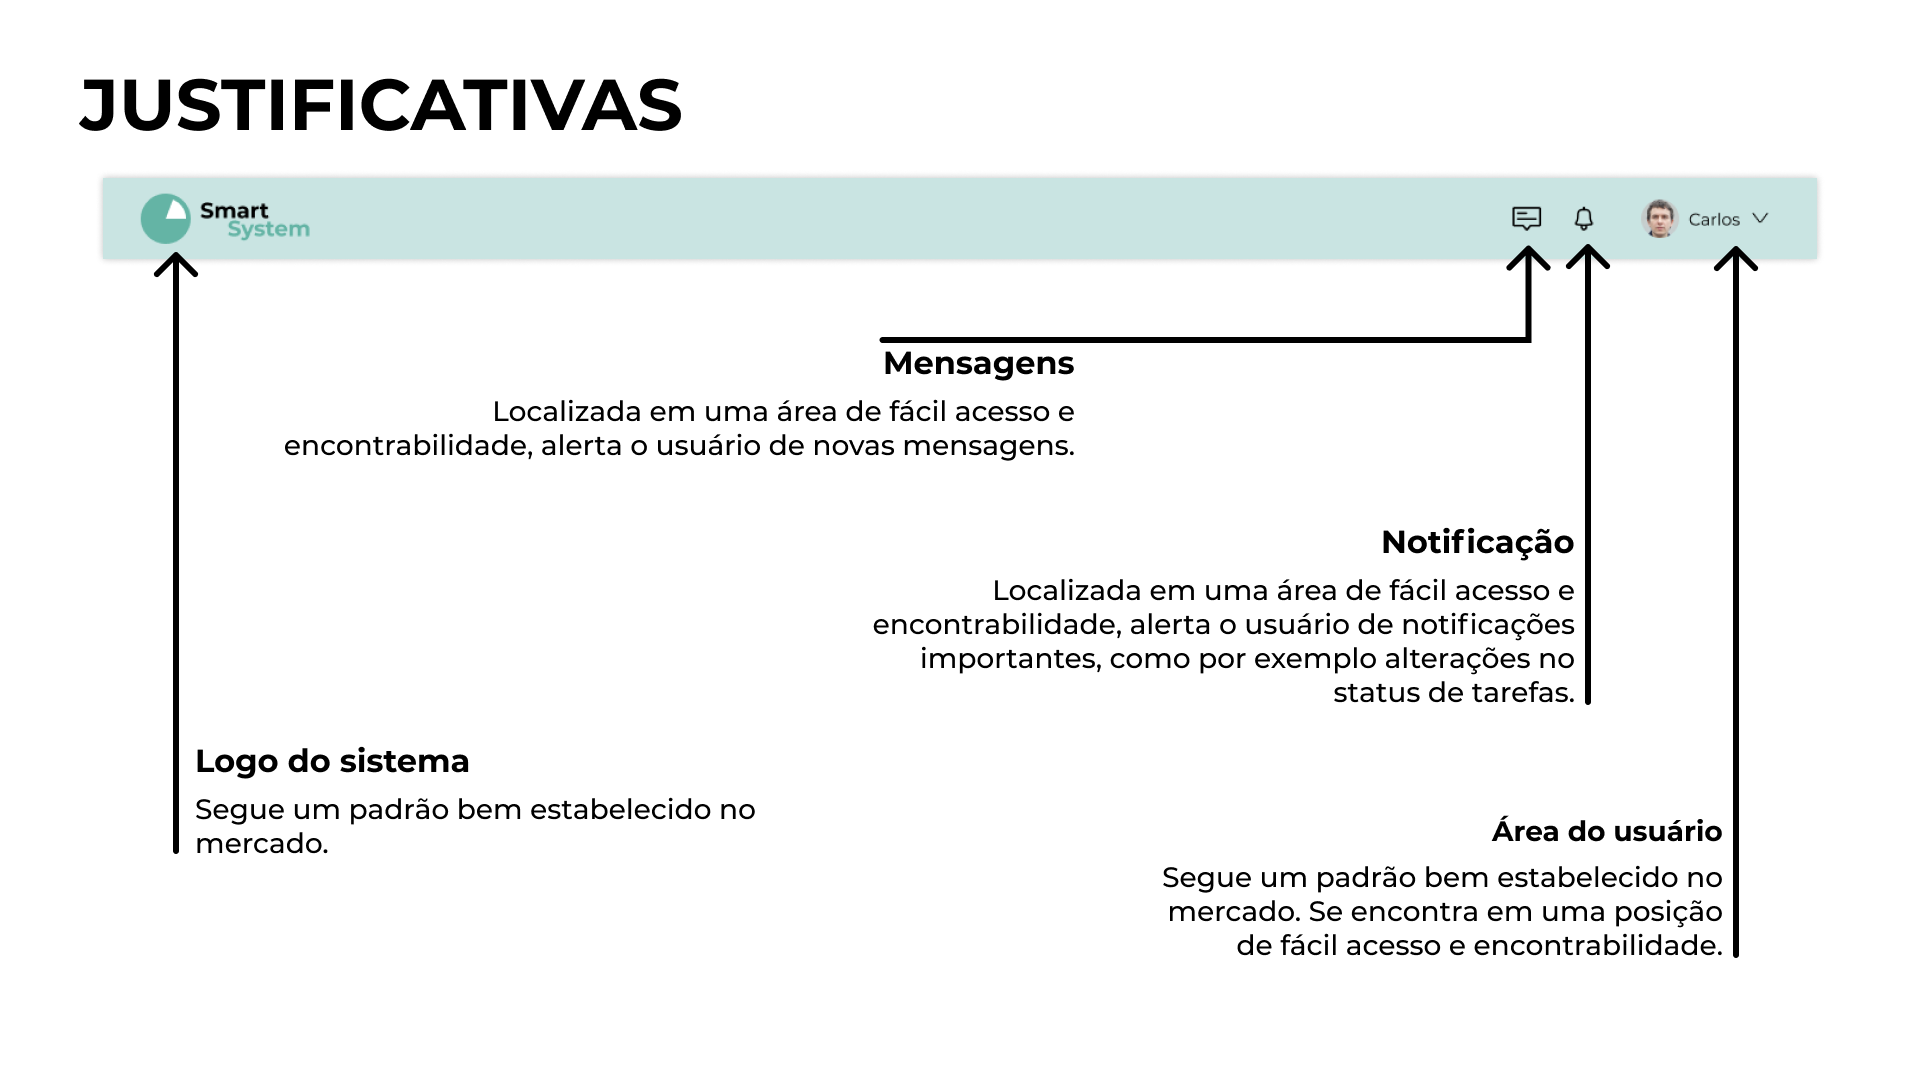 JUSTIFICATIVAS
Smart
System
Carlos
Mensagens
Localizada em uma área de fácil acesso e
encontrabilidade, alerta o usuário de novas mensagens.
Notificação
Localizada em uma área de fácil acesso e
encontrabilidade, alerta o usuário de notificações
importantes, como por exemplo alterações no
status de tarefas.
Logo do sistema
Segue um padrão bem estabelecido no
mercado.
Área do usuário
Segue um padrão bem estabelecido no
mercado. Se encontra em uma posição
de fácil acesso e encontrabilidade.